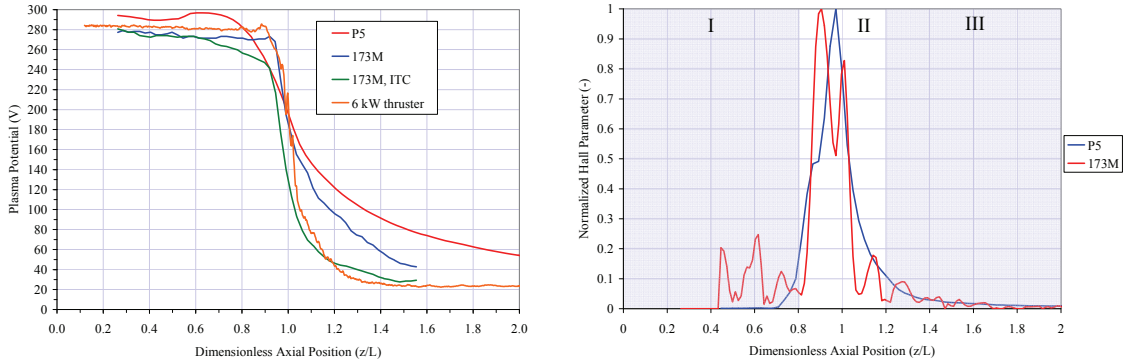 300
280
260
240
220
200
180
160
140
120
100
80
60
40
20
0
Plasma Potential (V)
0.0 0.2 0.4 0.6 0.8 1.0 1.2 1.4 1.6 1.8 2.0
Dimensionless Axial Position (z/L)
P5
173M
173M, ITC
6 kW thruster
1
0.9
0.8
0.7
0.6
0.5
0.4
0.3
0.2
0.1
0
Normalized Hall Parameter (-)
I II III
0 0.2 0.4 0.6 0.8 1 1.2 1.4 1.6 1.8 2
Dimensionless Axial Position (z/L)
P5
173M